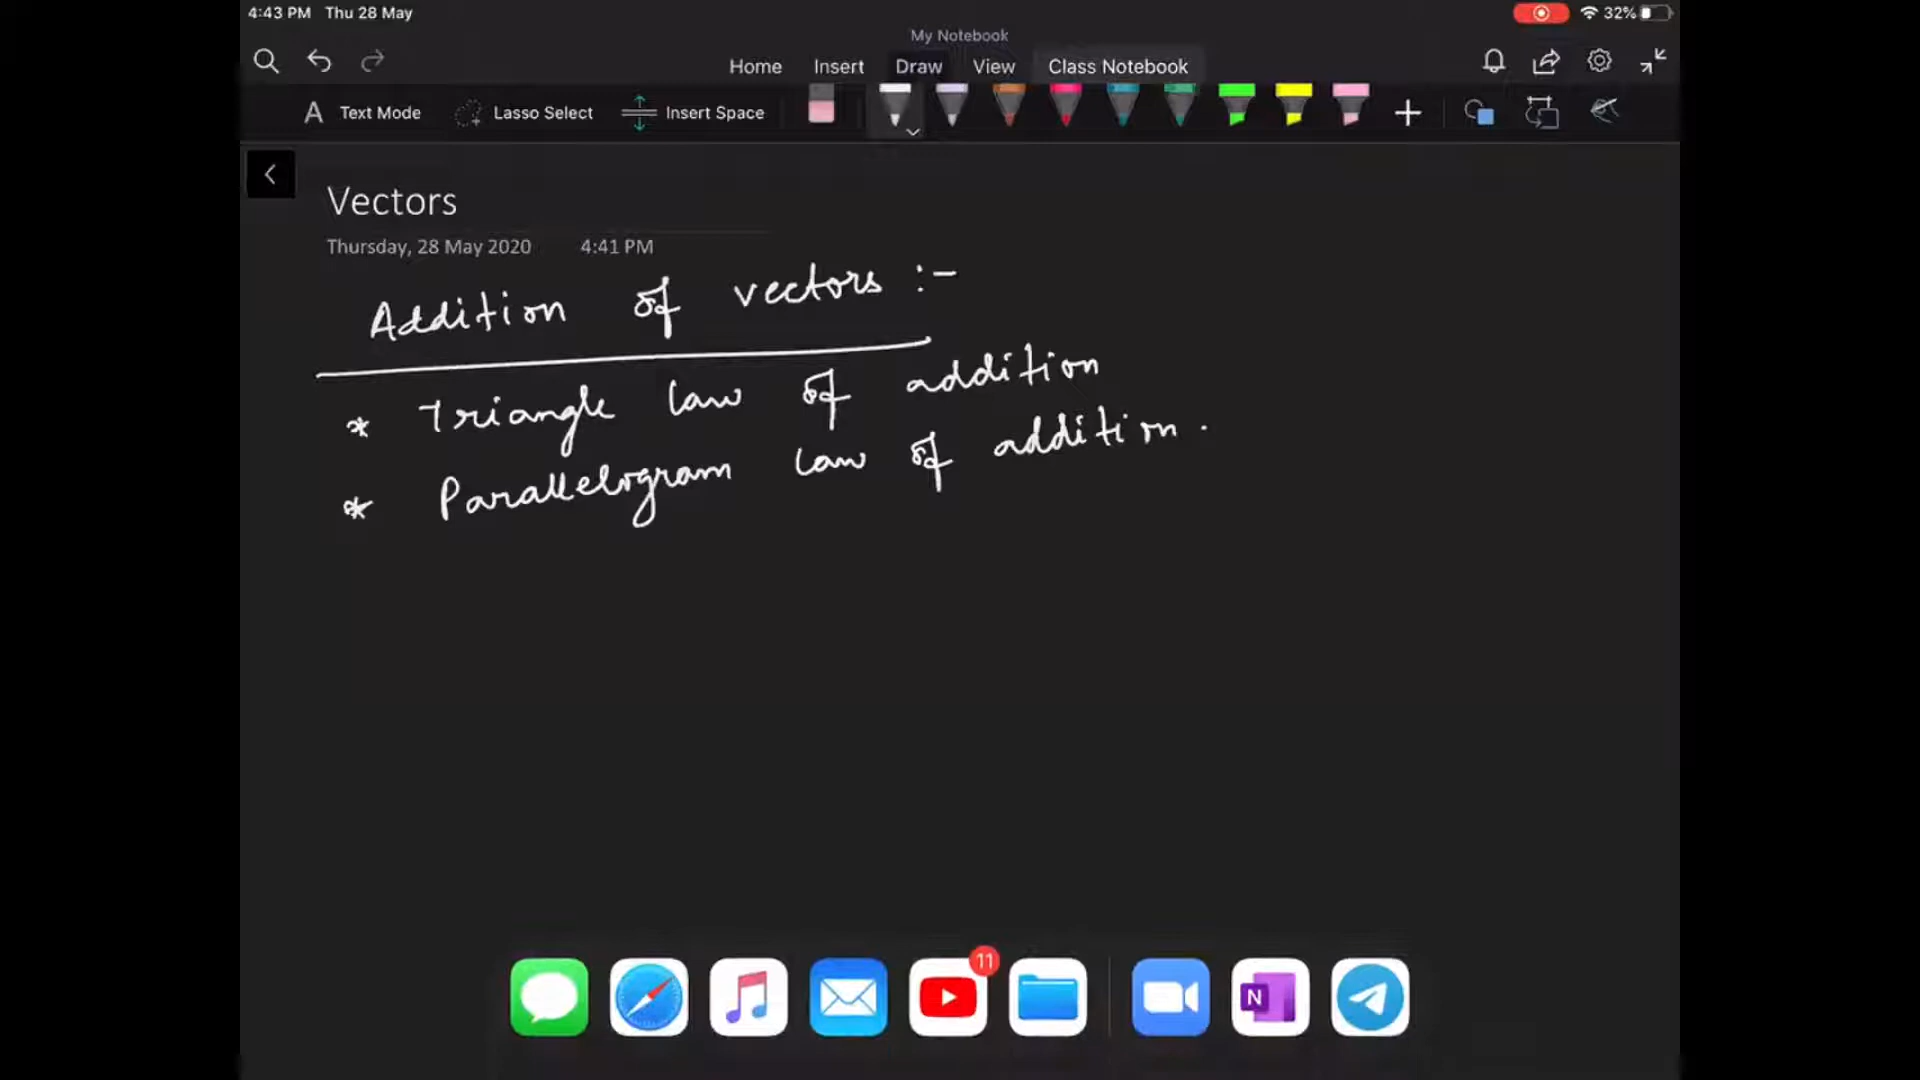 4:43 PM Thu 28 May
32%
My Notebook
Home Insert Draw View Class Notebook
A Text Mode Lasso Select Insert Space
Vectors
Thursday, 28 May 2020 4:41 PM
Addition of vectors :-
* Triangle law of addition
* Parallelogram law of addition.
11
N